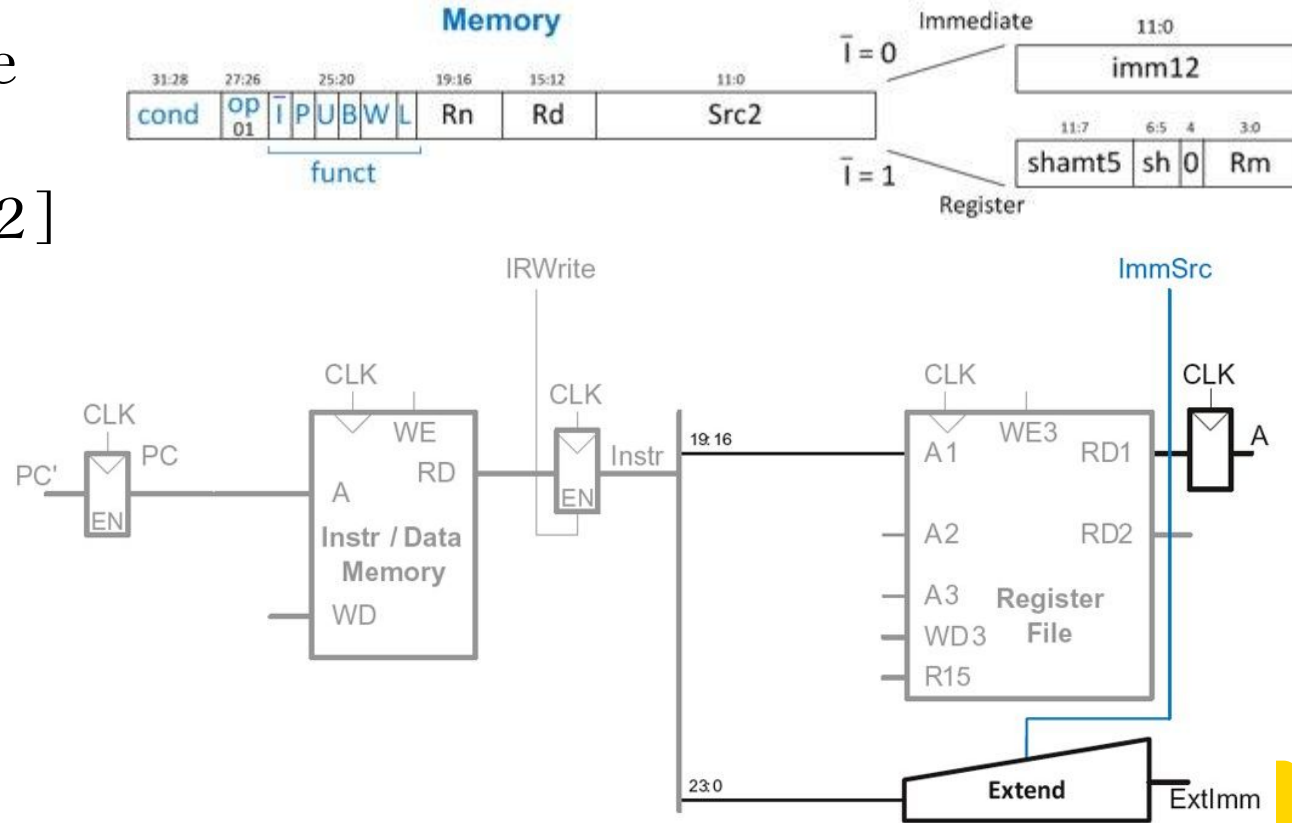 Memory
e
2]
31:28 27:26 25:20 19:16 15:12 11:0
cond op 01 I̅ P U B W L Rn Rd Src2
funct
I̅ = 0
Immediate
11:0
imm12
I̅ = 1
Register
11:7 6:5 4 3:0
shamt5 sh 0 Rm
IRWrite
ImmSrc
PC'
CLK
EN
PC
CLK
WE
A
RD
Instr / Data
Memory
WD
CLK
EN
Instr
19:16
23:0
CLK
WE3
A1
RD1
A2
RD2
A3
WD3
R15
Register
File
CLK
A
Extend
ExtImm